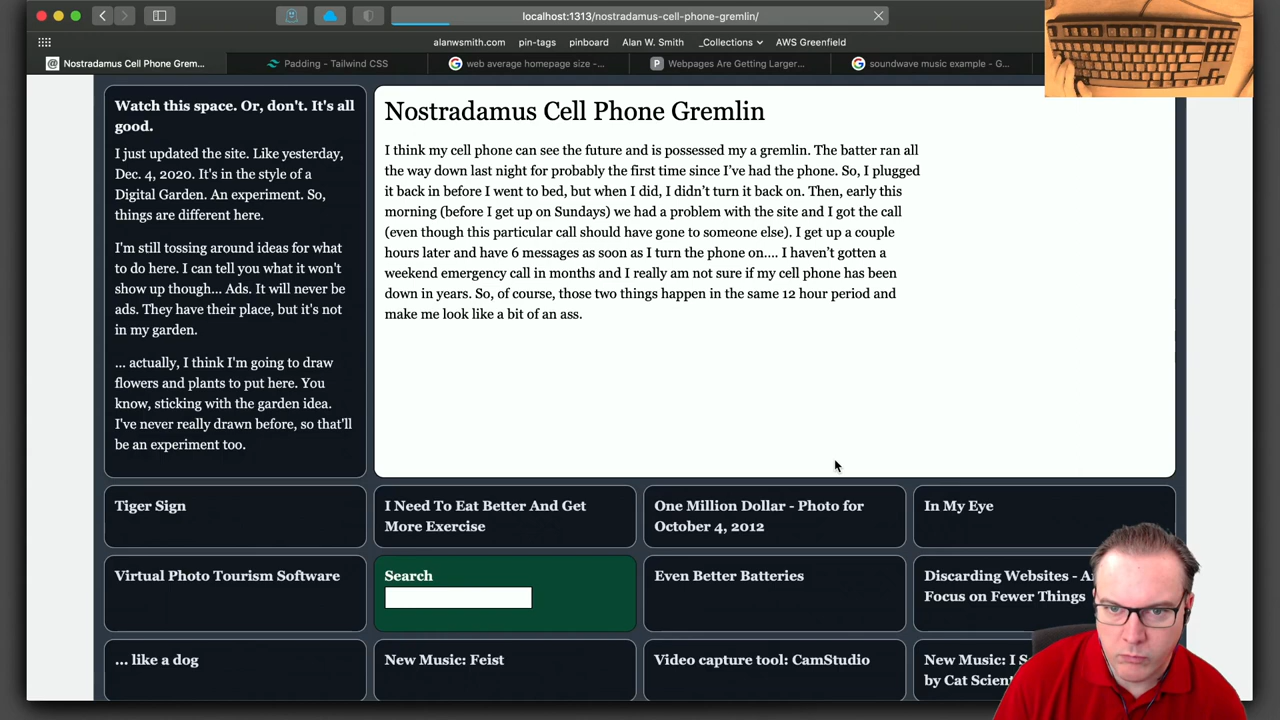 localhost:1313/nostradamus-cell-phone-gremlin/
alanwsmith.com pin-tags pinboard Alan W. Smith _Collections AWS Greenfield
Nostradamus Cell Phone Grem... Padding - Tailwind CSS web average homepage size -... Webpages Are Getting Larger... soundwave music example - G...
Watch this space. Or, don't. It's all
good.
I just updated the site. Like yesterday,
Dec. 4, 2020. It's in the style of a
Digital Garden. An experiment. So,
things are different here.
I'm still tossing around ideas for what
to do here. I can tell you what it won't
show up though... Ads. It will never be
ads. They have their place, but it's not
in my garden.
... actually, I think I'm going to draw
flowers and plants to put here. You
know, sticking with the garden idea.
I've never really drawn before, so that'll
be an experiment too.
Nostradamus Cell Phone Gremlin
I think my cell phone can see the future and is possessed my a gremlin. The batter ran all
the way down last night for probably the first time since I've had the phone. So, I plugged
it back in before I went to bed, but when I did, I didn't turn it back on. Then, early this
morning (before I get up on Sundays) we had a problem with the site and I got the call
(even though this particular call should have gone to someone else). I get up a couple
hours later and have 6 messages as soon as I turn the phone on.... I haven't gotten a
weekend emergency call in months and I really am not sure if my cell phone has been
down in years. So, of course, those two things happen in the same 12 hour period and
make me look like a bit of an ass.
Tiger Sign
I Need To Eat Better And Get
More Exercise
One Million Dollar - Photo for
October 4, 2012
In My Eye
Virtual Photo Tourism Software
Search
Even Better Batteries
Discarding Websites -
Focus on Fewer Things
... like a dog
New Music: Feist
Video capture tool: CamStudio
New Music: I
by Cat